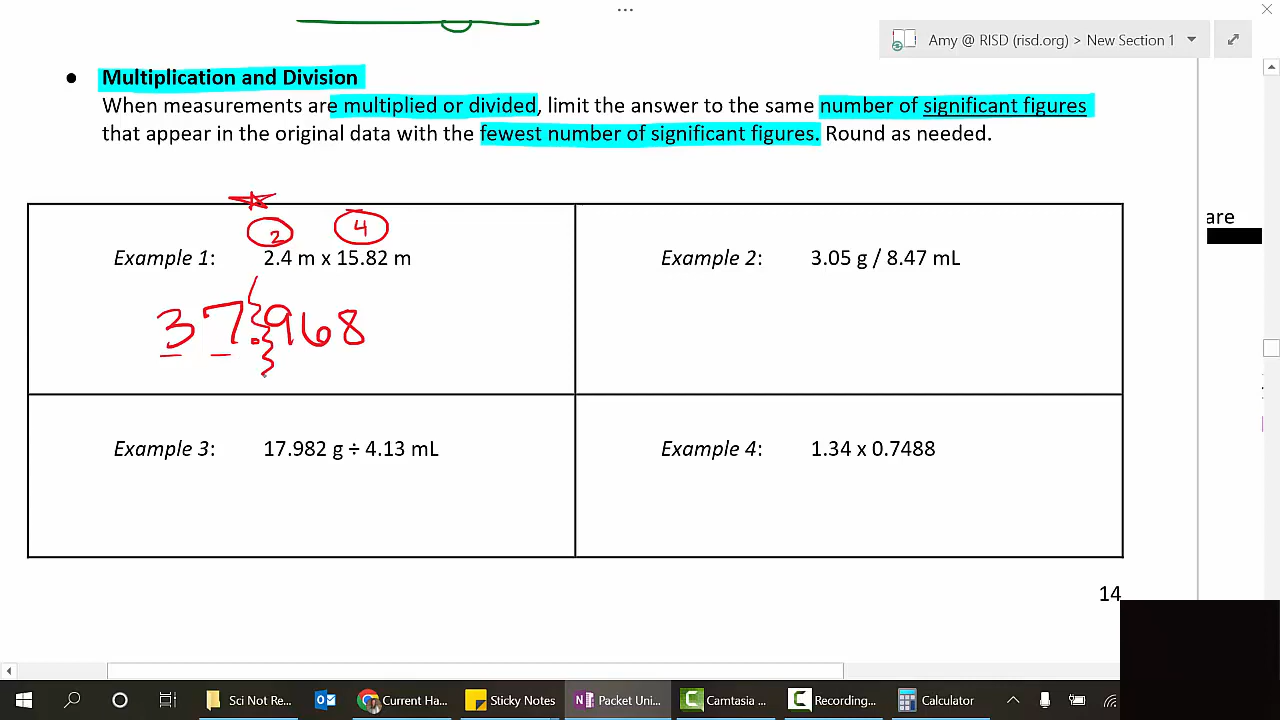 ...
Amy @ RISD (risd.org) > New Section 1
• Multiplication and Division
When measurements are multiplied or divided, limit the answer to the same number of significant figures
that appear in the original data with the fewest number of significant figures. Round as needed.
are
2 4
Example 1: 2.4 m x 15.82 m
37.968
Example 2: 3.05 g / 8.47 mL
Example 3: 17.982 g ÷ 4.13 mL
Example 4: 1.34 x 0.7488
14
Sci Not Re...
Current Ha...
Sticky Notes
Packet Uni...
Camtasia ...
Recording...
Calculator